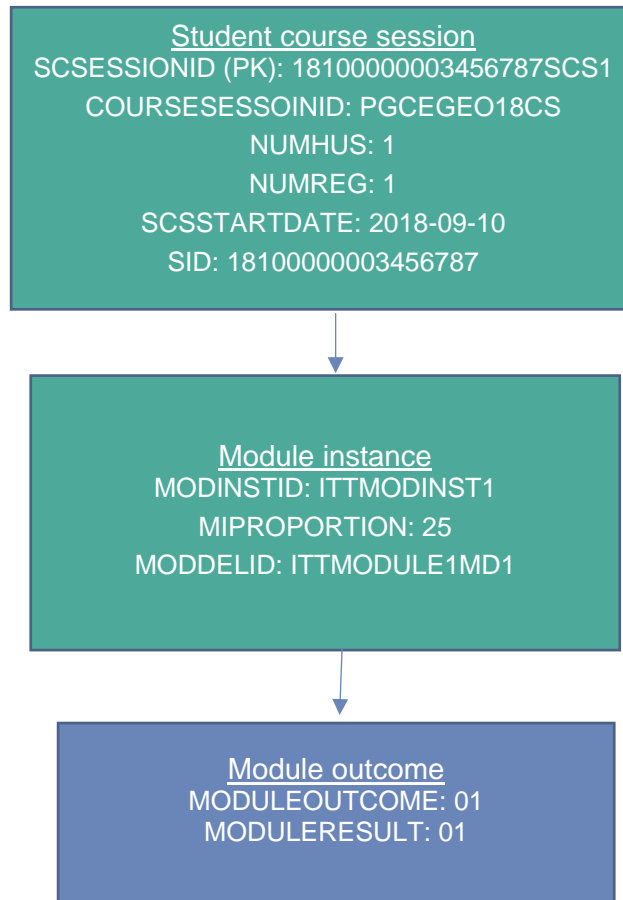 Student course session
SCSESSIONID (PK): 18100000003456787SCS1
COURSESESSOINID: PGCEGEO18CS
NUMHUS: 1
NUMREG: 1
SCSSTARTDATE: 2018-09-10
SID: 18100000003456787
Module instance
MODINSTID: ITTMODINST1
MIPROPORTION: 25
MODDELID: ITTMODULE1MD1
Module outcome
MODULEOUTCOME: 01
MODULERESULT: 01